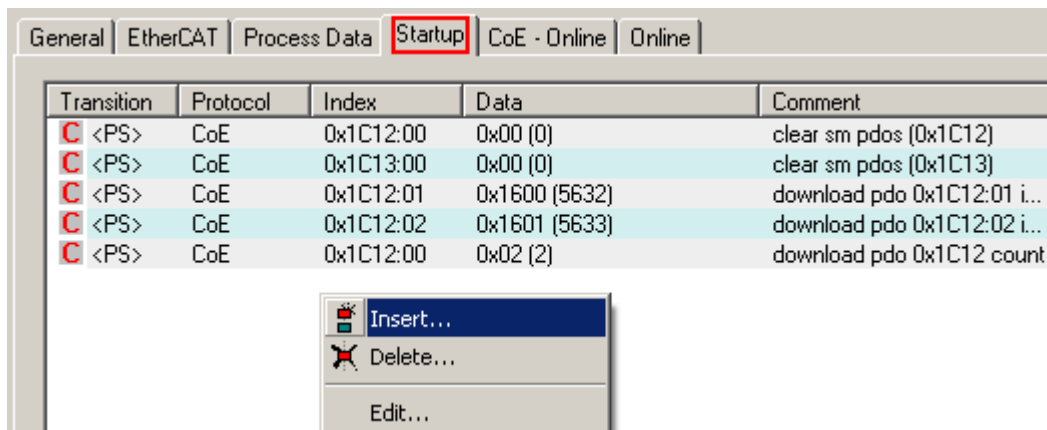 General EtherCAT Process Data Startup CoE - Online Online
Transition Protocol Index Data Comment
C <PS> CoE 0x1C12:00 0x00 (0) clear sm pdos (0x1C12)
C <PS> CoE 0x1C13:00 0x00 (0) clear sm pdos (0x1C13)
C <PS> CoE 0x1C12:01 0x1600 (5632) download pdo 0x1C12:01 i...
C <PS> CoE 0x1C12:02 0x1601 (5633) download pdo 0x1C12:02 i...
C <PS> CoE 0x1C12:00 0x02 (2) download pdo 0x1C12 count
Insert...
Delete...
Edit...